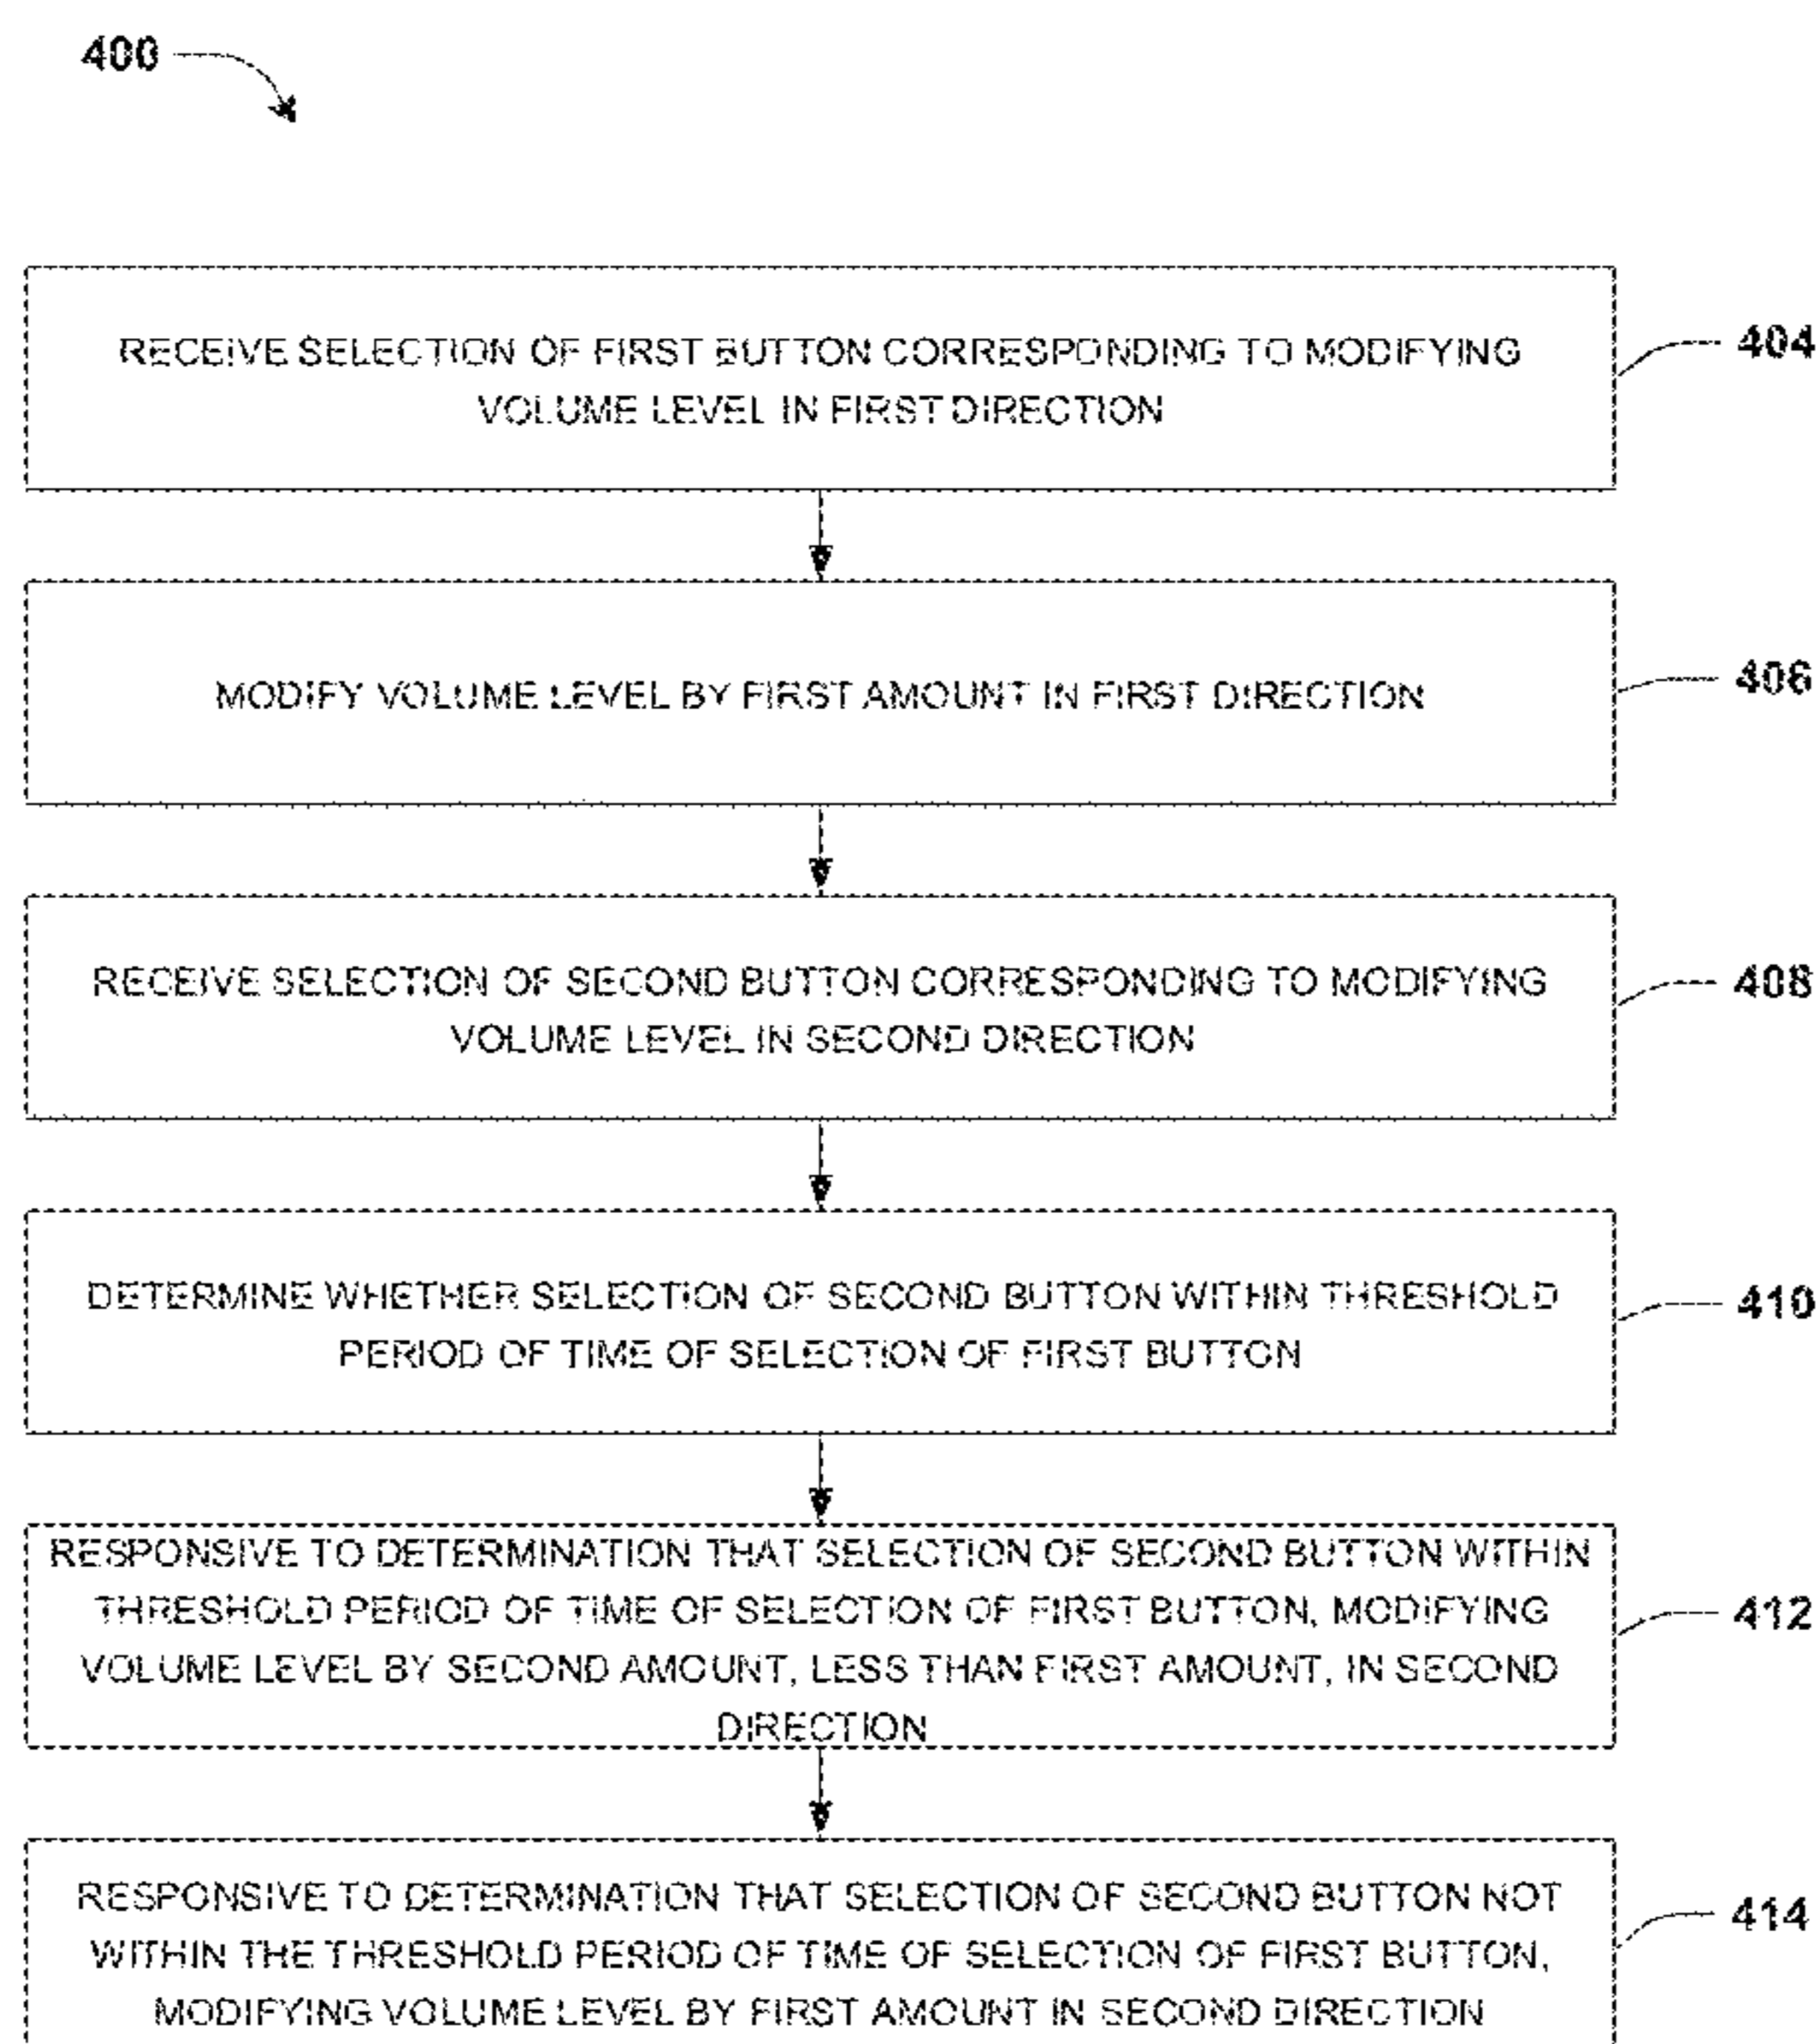 400
RECEIVE SELECTION OF FIRST BUTTON CORRESPONDING TO MODIFYING
VOLUME LEVEL IN FIRST DIRECTION
404
MODIFY VOLUME LEVEL BY FIRST AMOUNT IN FIRST DIRECTION
406
RECEIVE SELECTION OF SECOND BUTTON CORRESPONDING TO MODIFYING
VOLUME LEVEL IN SECOND DIRECTION
408
DETERMINE WHETHER SELECTION OF SECOND BUTTON WITHIN THRESHOLD
PERIOD OF TIME OF SELECTION OF FIRST BUTTON
410
RESPONSIVE TO DETERMINATION THAT SELECTION OF SECOND BUTTON WITHIN
THRESHOLD PERIOD OF TIME OF SELECTION OF FIRST BUTTON, MODIFYING
VOLUME LEVEL BY SECOND AMOUNT, LESS THAN FIRST AMOUNT, IN SECOND
DIRECTION
412
RESPONSIVE TO DETERMINATION THAT SELECTION OF SECOND BUTTON NOT
WITHIN THE THRESHOLD PERIOD OF TIME OF SELECTION OF FIRST BUTTON,
MODIFYING VOLUME LEVEL BY FIRST AMOUNT IN SECOND DIRECTION
414